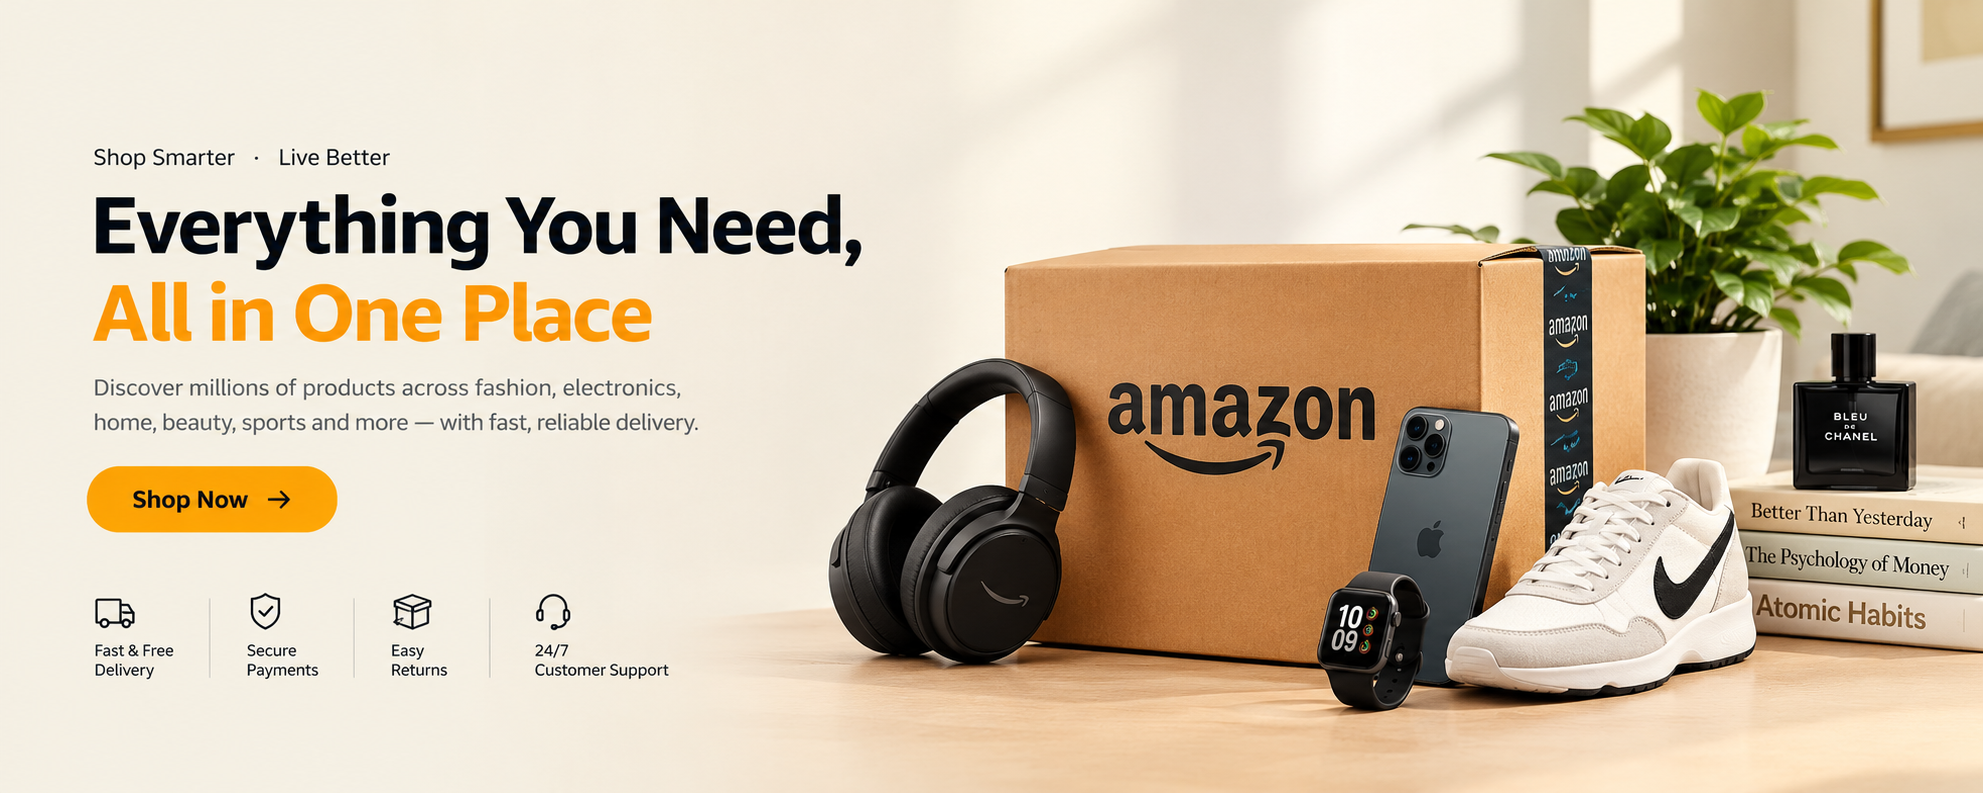 Shop Smarter · Live Better
Everything You Need,
All in One Place
Discover millions of products across fashion, electronics,
home, beauty, sports and more — with fast, reliable delivery.
Shop Now →
Fast & Free
Delivery
Secure
Payments
Easy
Returns
24/7
Customer Support
amazon
amazon
amazon
amazon
amazon
10
09
BLEU
DE
CHANEL
Better Than Yesterday
The Psychology of Money
Atomic Habits